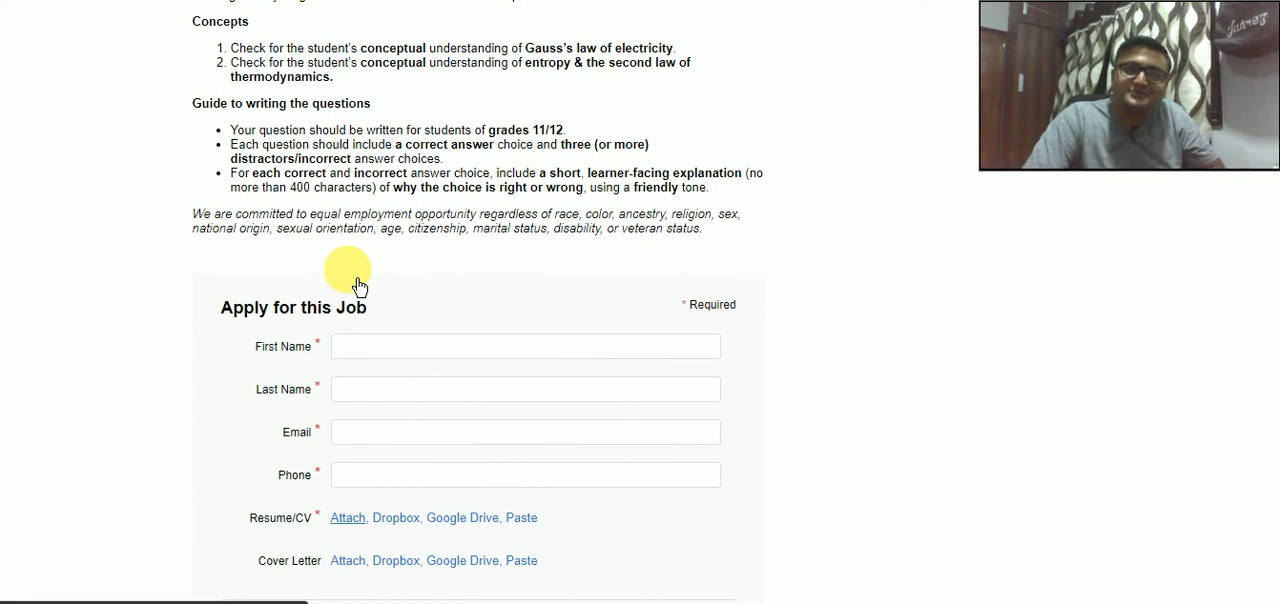 Concepts
1. Check for the student's conceptual understanding of Gauss's law of electricity.
2. Check for the student's conceptual understanding of entropy & the second law of
thermodynamics.
Guide to writing the questions
• Your question should be written for students of grades 11/12.
• Each question should include a correct answer choice and three (or more)
distractors/incorrect answer choices.
• For each correct and incorrect answer choice, include a short, learner-facing explanation (no
more than 400 characters) of why the choice is right or wrong, using a friendly tone.
We are committed to equal employment opportunity regardless of race, color, ancestry, religion, sex,
national origin, sexual orientation, age, citizenship, marital status, disability, or veteran status.
Apply for this Job
* Required
First Name *
Last Name *
Email *
Phone *
Resume/CV * Attach, Dropbox, Google Drive, Paste
Cover Letter Attach, Dropbox, Google Drive, Paste
Juárez